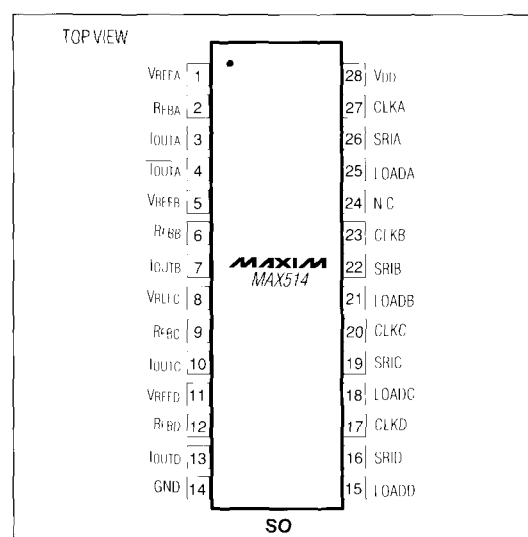 TOP VIEW
VREFA 1
RFBA 2
IOUTA 3
IOUTA 4
VREFB 5
RFBB 6
IOUTB 7
VREFC 8
RFBC 9
IOUTC 10
VREFD 11
RFBD 12
IOUTD 13
GND 14
MAXIM
MAX514
28 VDD
27 CLKA
26 SRIA
25 LOADA
24 N.C
23 CLKB
22 SRIB
21 LOADB
20 CLKC
19 SRIC
18 LOADC
17 CLKD
16 SRID
15 LOADD
SO